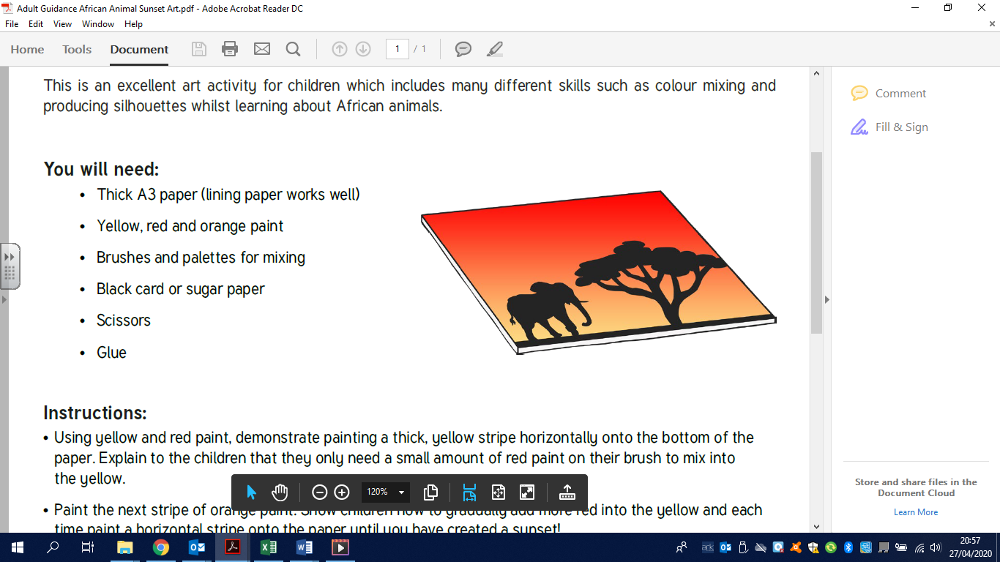 Adult Guidance African Animal Sunset Art.pdf - Adobe Acrobat Reader DC
File Edit View Window Help
Home Tools Document 1 / 1
This is an excellent art activity for children which includes many different skills such as colour mixing and
producing silhouettes whilst learning about African animals.
You will need:
• Thick A3 paper (lining paper works well)
• Yellow, red and orange paint
• Brushes and palettes for mixing
• Black card or sugar paper
• Scissors
• Glue
Instructions:
• Using yellow and red paint, demonstrate painting a thick, yellow stripe horizontally onto the bottom of the
paper. Explain to the children that they only need a small amount of red paint on their brush to mix into
the yellow.
120%
• Paint the next stripe of orange paint. Show children how to gradually add more red into the yellow and each
time paint a horizontal stripe onto the paper until you have created a sunset!
Comment
Fill & Sign
Store and share files in the
Document Cloud
Learn More
ark
20:57
27/04/2020